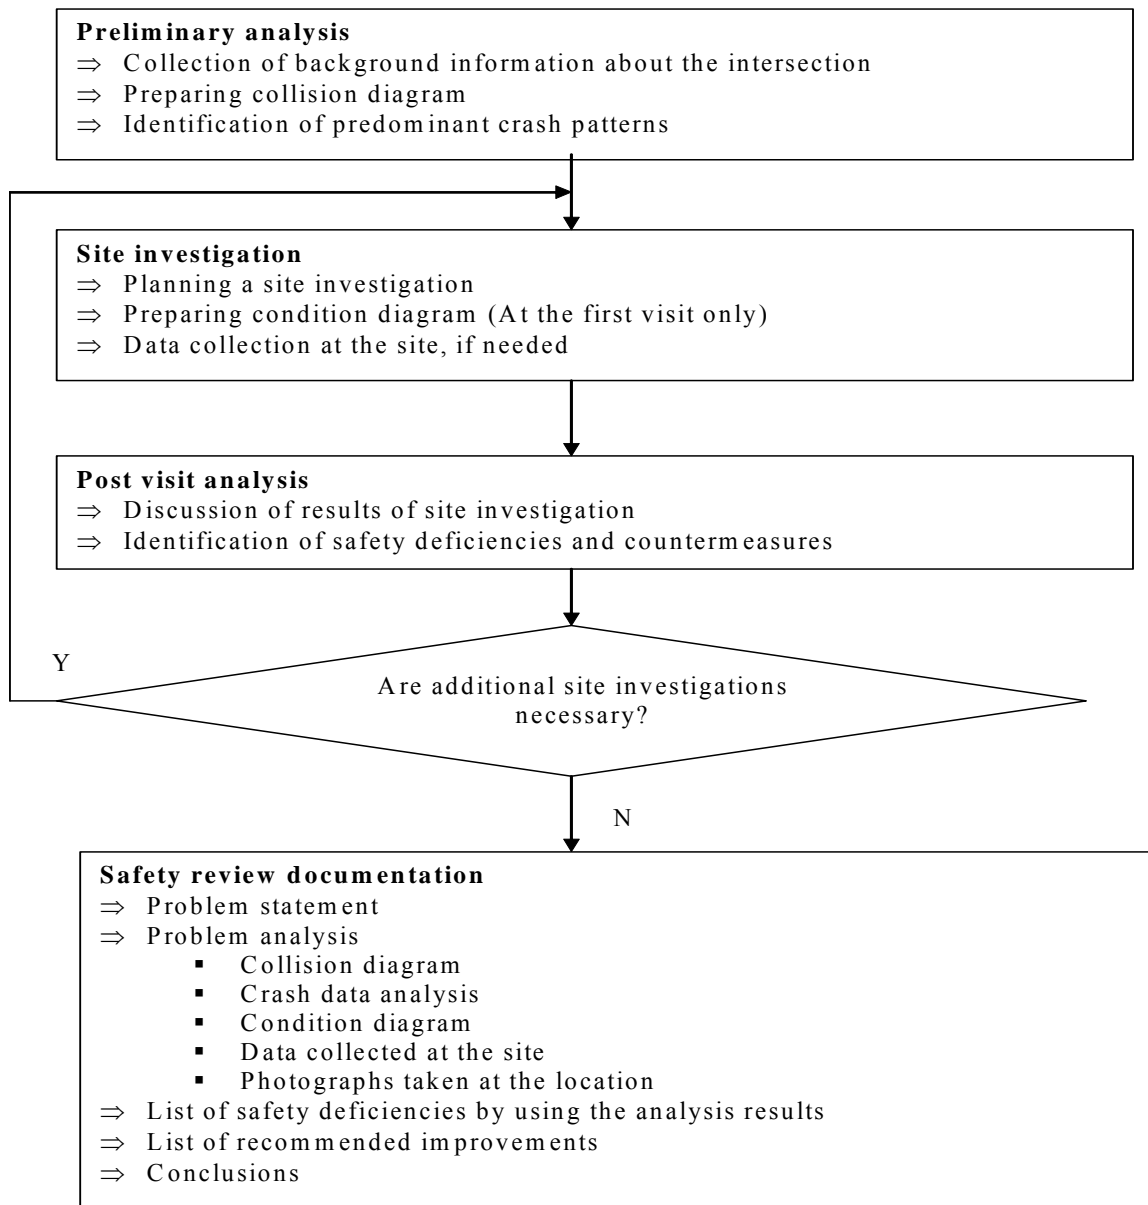 Preliminary analysis
⇒ Collection of background information about the intersection
⇒ Preparing collision diagram
⇒ Identification of predominant crash patterns
Site investigation
⇒ Planning a site investigation
⇒ Preparing condition diagram (At the first visit only)
⇒ Data collection at the site, if needed
Post visit analysis
⇒ Discussion of results of site investigation
⇒ Identification of safety deficiencies and countermeasures
Y
Are additional site investigations
necessary?
N
Safety review documentation
⇒ Problem statement
⇒ Problem analysis
▪ Collision diagram
▪ Crash data analysis
▪ Condition diagram
▪ Data collected at the site
▪ Photographs taken at the location
⇒ List of safety deficiencies by using the analysis results
⇒ List of recommended improvements
⇒ Conclusions